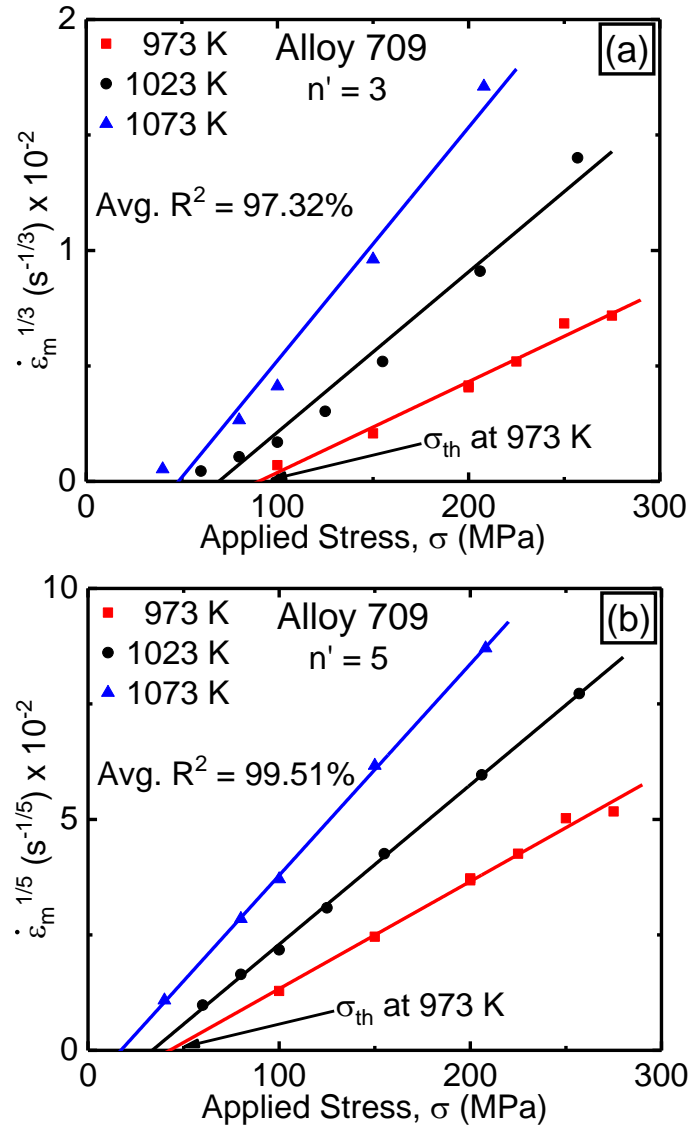 2
1
0
0 100 200 300
973 K
1023 K
1073 K
Alloy 709
n' = 3
(a)
Avg. R² = 97.32%
σth at 973 K
ε̇m^1/3 (s^-1/3) x 10^-2
Applied Stress, σ (MPa)
10
5
0
0 100 200 300
973 K
1023 K
1073 K
Alloy 709
n' = 5
(b)
Avg. R² = 99.51%
σth at 973 K
ε̇m^1/5 (s^-1/5) x 10^-2
Applied Stress, σ (MPa)